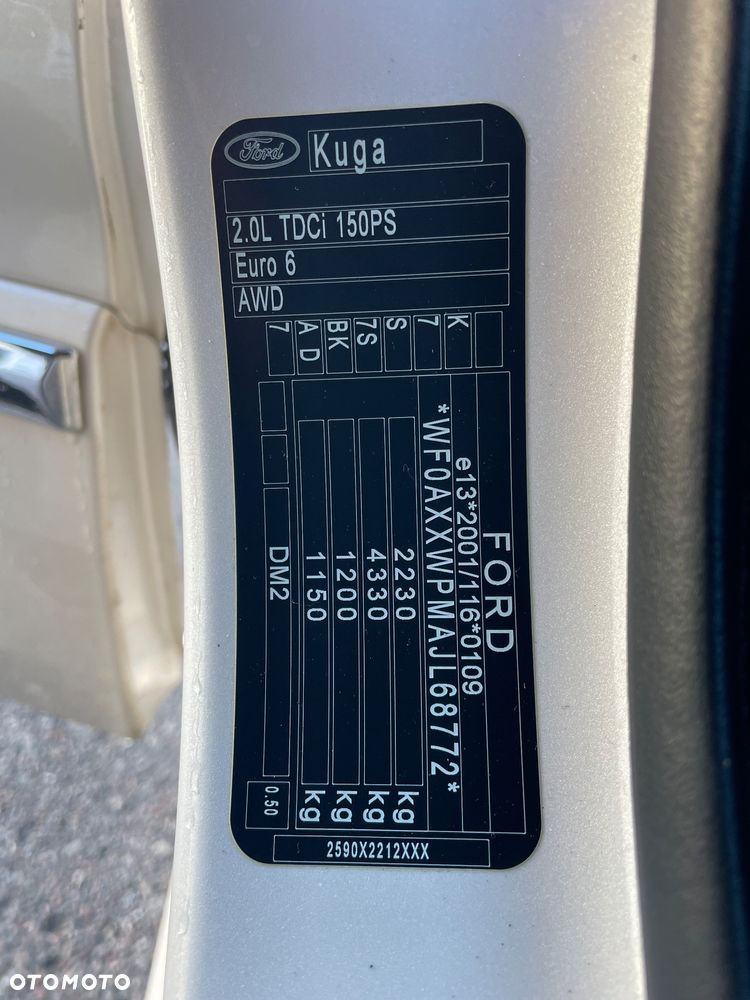 Ford
Kuga
2.0L TDCi 150PS
Euro 6
AWD
K
7
S
7S
BK
A D
7
FORD
e13*2001/116*0109
*WF0AXXWPMAJL68772*
2230 kg
4330 kg
1200 kg
1150 kg
DM2
0.50
2590X2212XXX
OTOMOTO